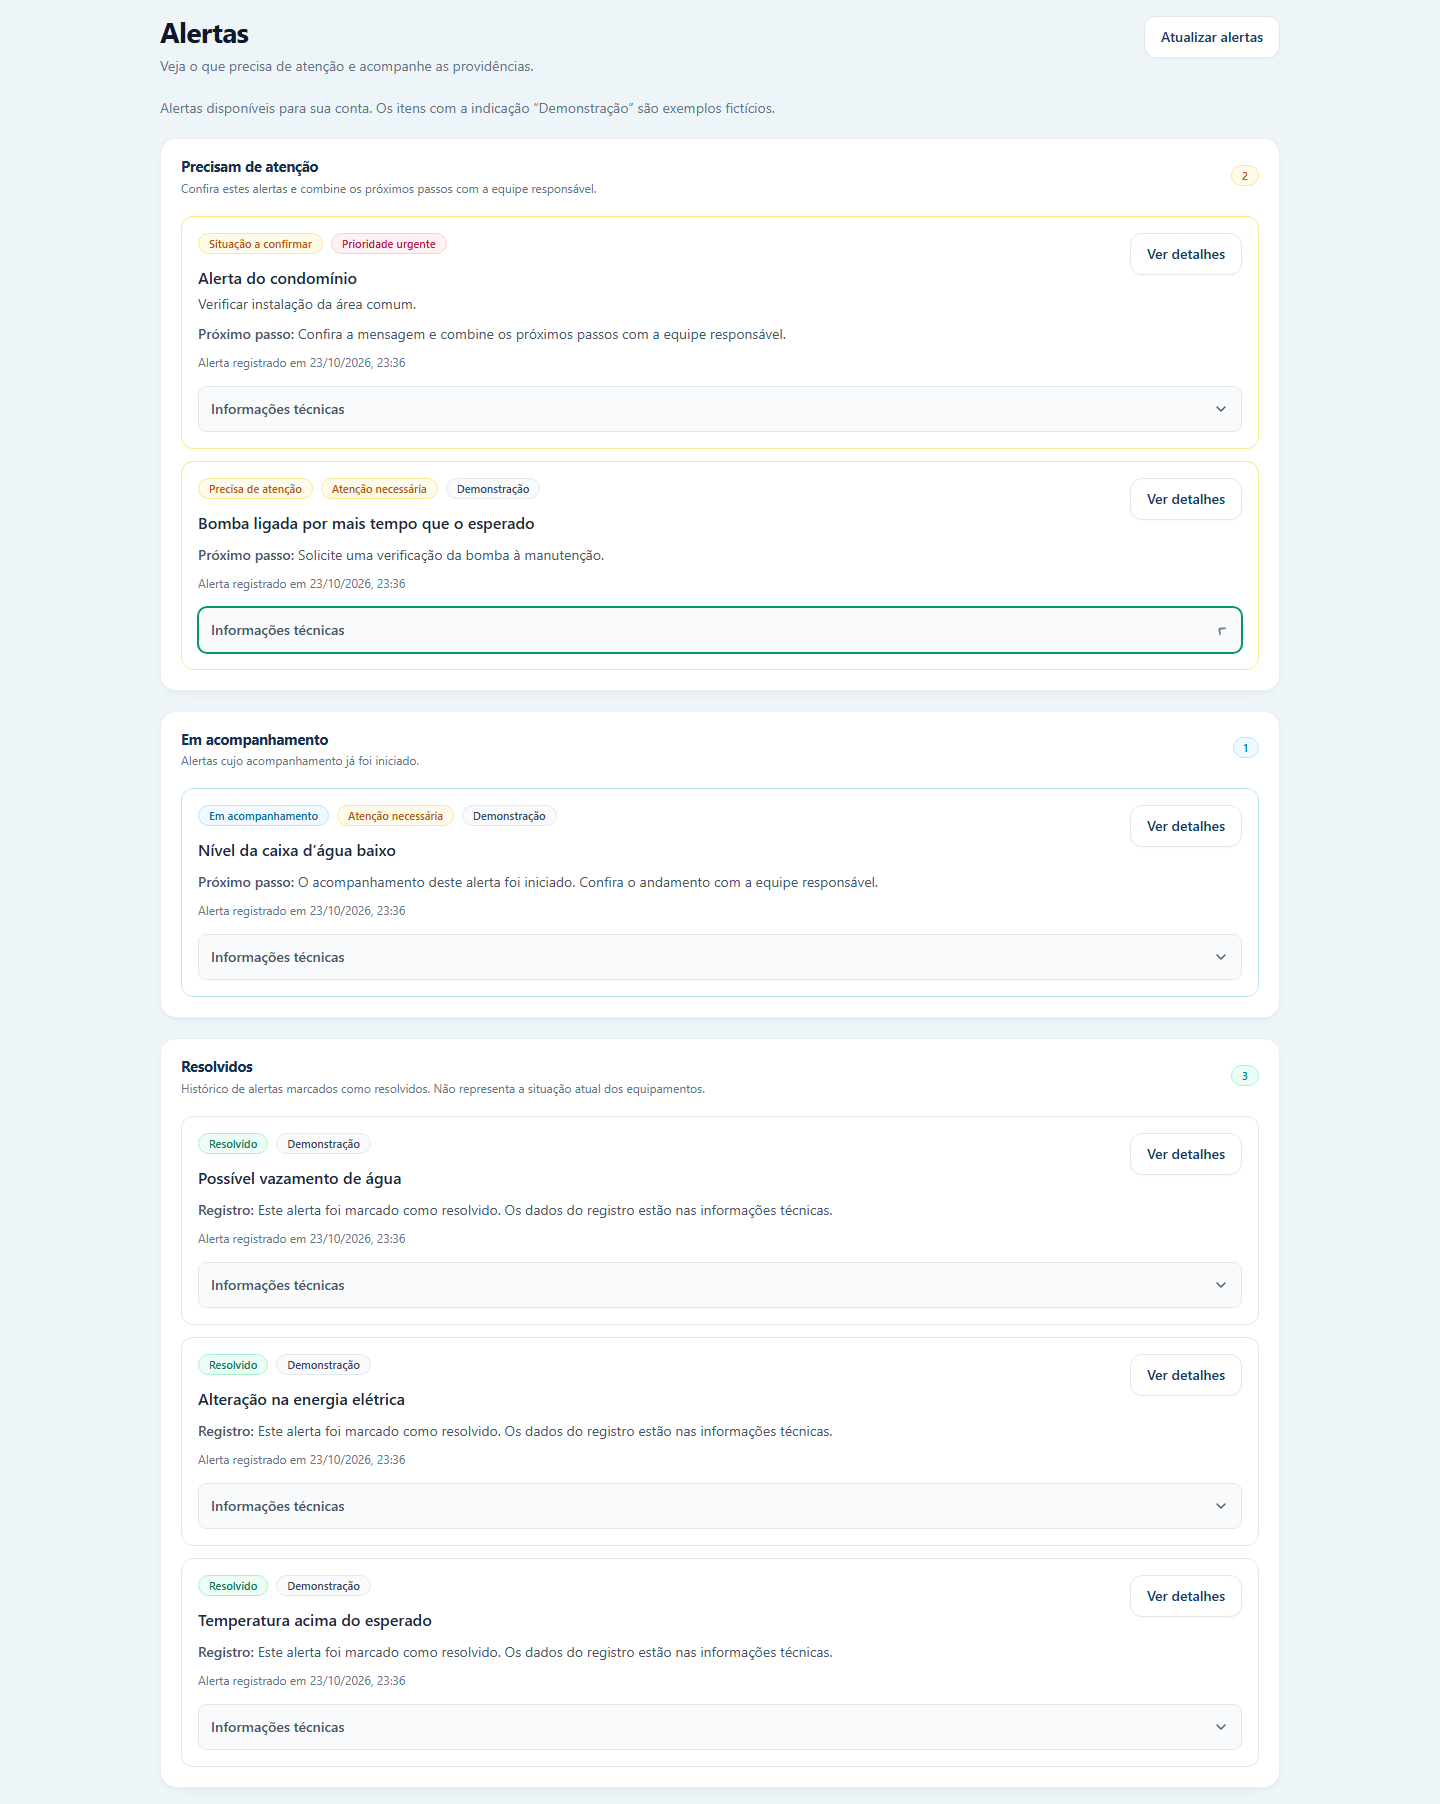 Alertas
Atualizar alertas
Veja o que precisa de atenção e acompanhe as providências.
Alertas disponíveis para sua conta. Os itens com a indicação “Demonstração” são exemplos fictícios.
Precisam de atenção
2
Confira estes alertas e combine os próximos passos com a equipe responsável.
Situação a confirmar
Prioridade urgente
Ver detalhes
Alerta do condomínio
Verificar instalação da área comum.
Próximo passo: Confira a mensagem e combine os próximos passos com a equipe responsável.
Alerta registrado em 23/10/2026, 23:36
Informações técnicas
Precisa de atenção
Atenção necessária
Demonstração
Ver detalhes
Bomba ligada por mais tempo que o esperado
Próximo passo: Solicite uma verificação da bomba à manutenção.
Alerta registrado em 23/10/2026, 23:36
Informações técnicas
Em acompanhamento
1
Alertas cujo acompanhamento já foi iniciado.
Em acompanhamento
Atenção necessária
Demonstração
Ver detalhes
Nível da caixa d’água baixo
Próximo passo: O acompanhamento deste alerta foi iniciado. Confira o andamento com a equipe responsável.
Alerta registrado em 23/10/2026, 23:36
Informações técnicas
Resolvidos
3
Histórico de alertas marcados como resolvidos. Não representa a situação atual dos equipamentos.
Resolvido
Demonstração
Ver detalhes
Possível vazamento de água
Registro: Este alerta foi marcado como resolvido. Os dados do registro estão nas informações técnicas.
Alerta registrado em 23/10/2026, 23:36
Informações técnicas
Resolvido
Demonstração
Ver detalhes
Alteração na energia elétrica
Registro: Este alerta foi marcado como resolvido. Os dados do registro estão nas informações técnicas.
Alerta registrado em 23/10/2026, 23:36
Informações técnicas
Resolvido
Demonstração
Ver detalhes
Temperatura acima do esperado
Registro: Este alerta foi marcado como resolvido. Os dados do registro estão nas informações técnicas.
Alerta registrado em 23/10/2026, 23:36
Informações técnicas